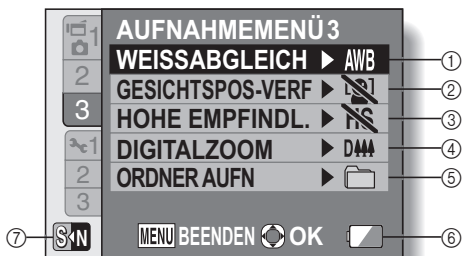 AUFNAHMEMENÜ 3
1
2
3
1
2
3
WEISSABGLEICH AWB ①
GESICHTSPOS-VERF ②
HOHE EMPFINDL. HS ③
DIGITALZOOM D ④
ORDNER AUFN ⑤
⑦ S N MENU BEENDEN OK ⑥